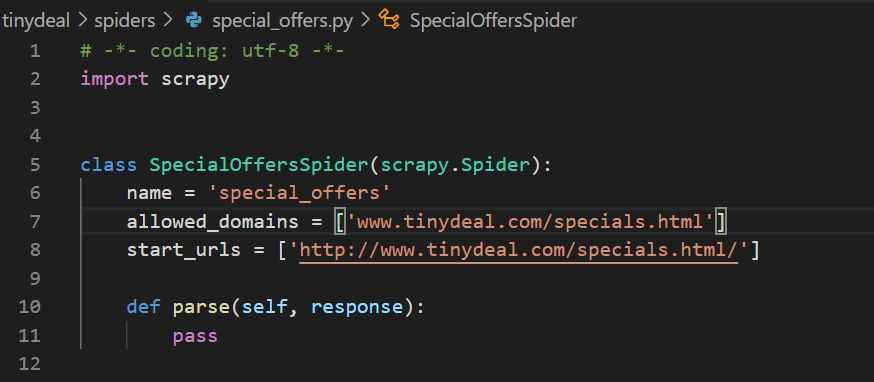 tinydeal > spiders > special_offers.py > SpecialOffersSpider
1 # -*- coding: utf-8 -*-
2 import scrapy
3
4
5 class SpecialOffersSpider(scrapy.Spider):
6     name = 'special_offers'
7     allowed_domains = ['www.tinydeal.com/specials.html']
8     start_urls = ['http://www.tinydeal.com/specials.html/']
9
10     def parse(self, response):
11         pass
12